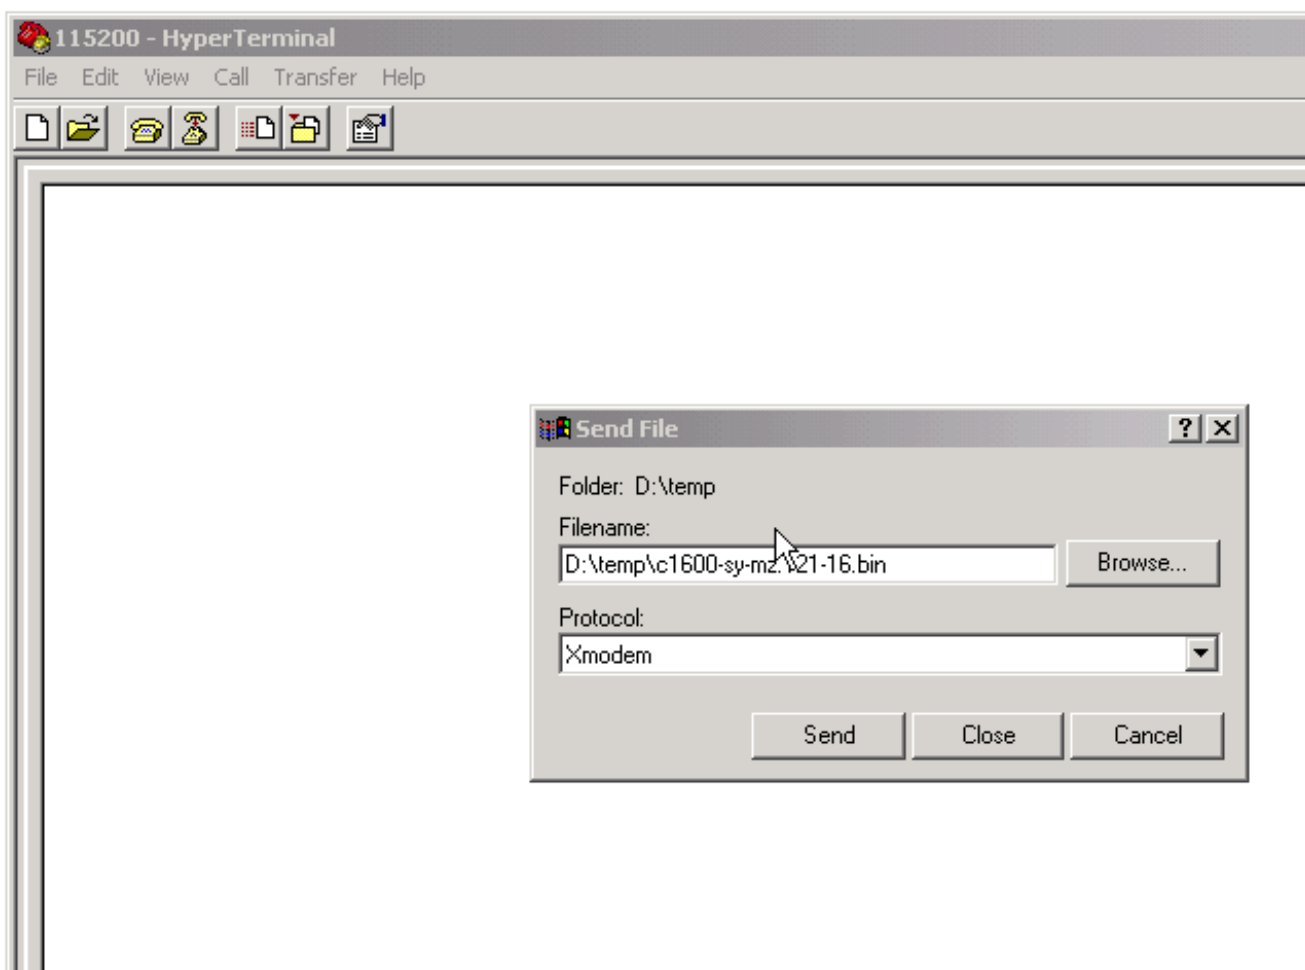 115200 - HyperTerminal
File Edit View Call Transfer Help
Send File
Folder: D:\temp
Filename:
Browse...
Protocol:
Xmodem
Send Close Cancel